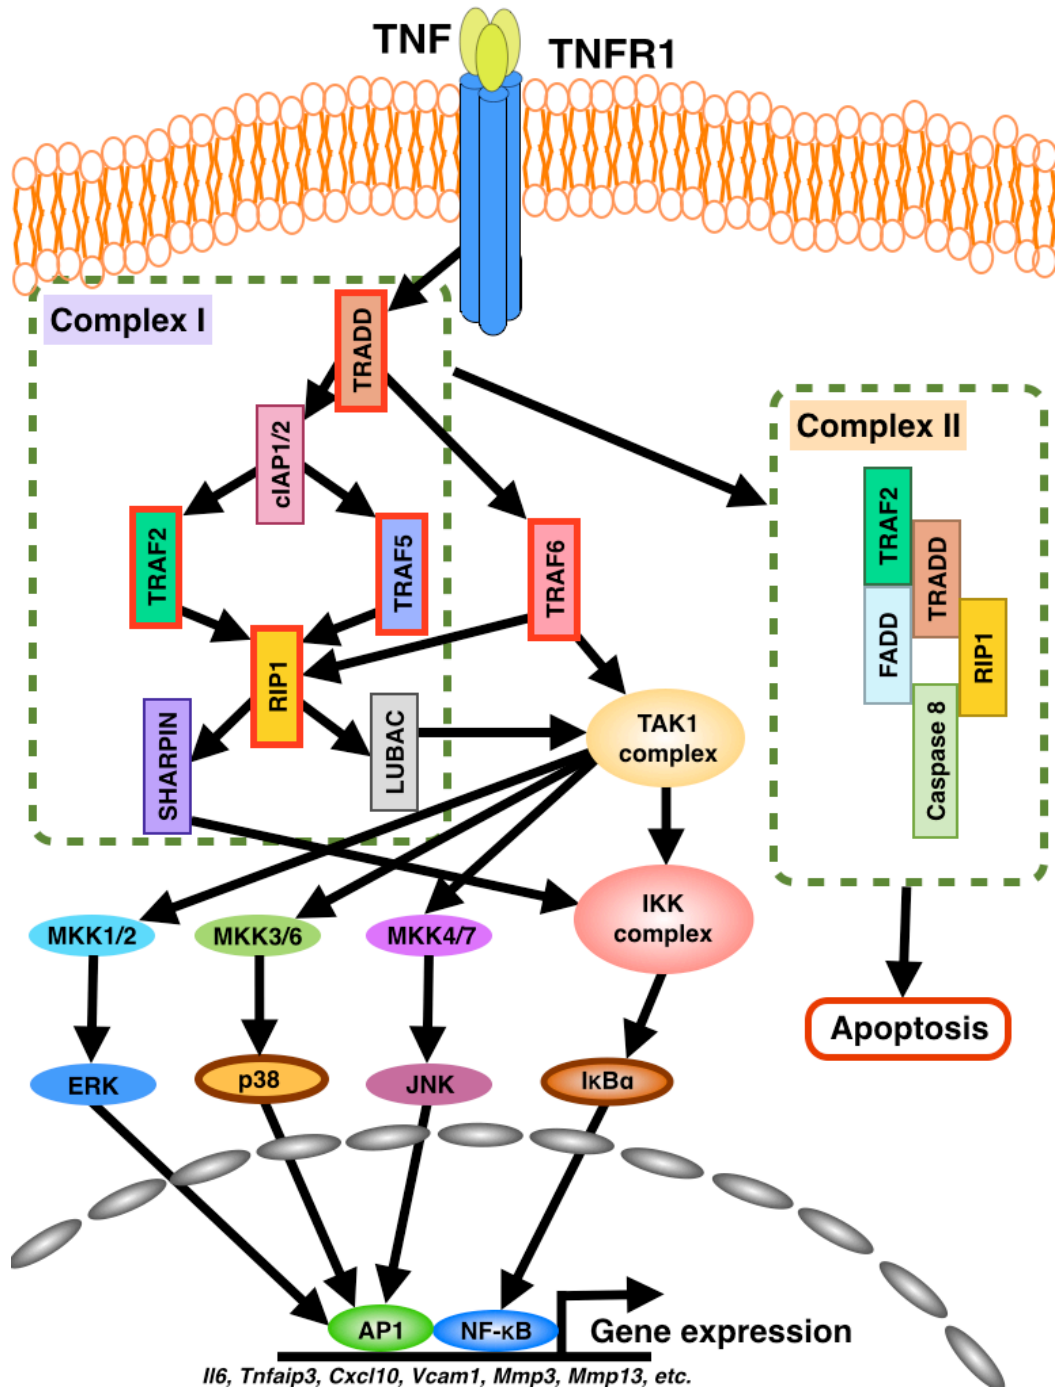 TNF
TNFR1
Complex I
TRADD
cIAP1/2
TRAF2
TRAF5
TRAF6
RIP1
SHARPIN
LUBAC
TAK1
complex
IKK
complex
Complex II
TRAF2
TRADD
FADD
RIP1
Caspase 8
Apoptosis
MKK1/2
MKK3/6
MKK4/7
ERK
p38
JNK
IκBα
AP1
NF-κB
Gene expression
Il6, Tnfaip3, Cxcl10, Vcam1, Mmp3, Mmp13, etc.